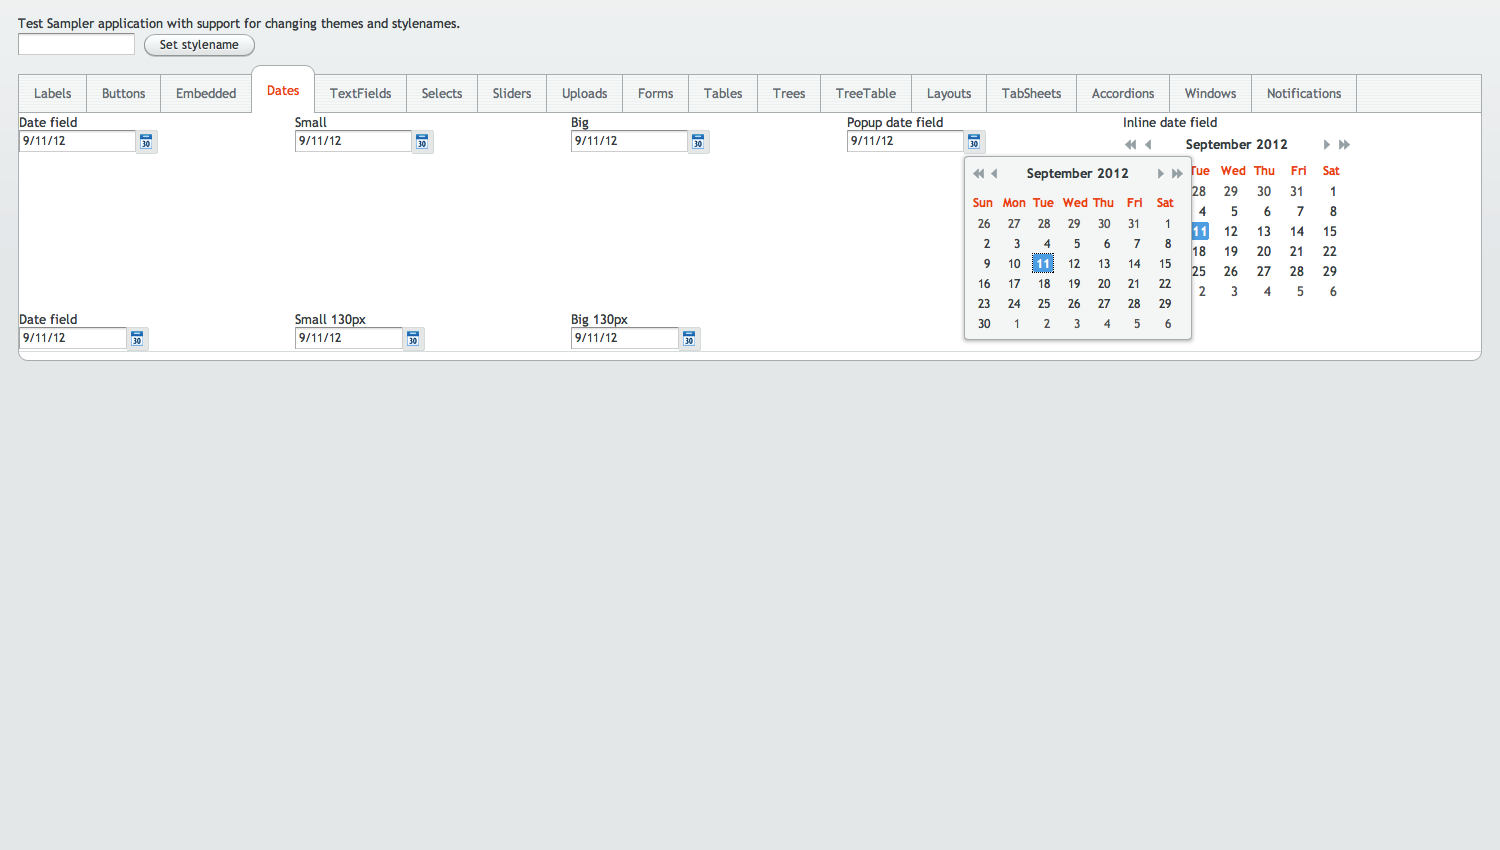 Test Sampler application with support for changing themes and stylenames.
Set stylename
Labels Buttons Embedded Dates TextFields Selects Sliders Uploads Forms Tables Trees TreeTable Layouts TabSheets Accordions Windows Notifications
Date field Small Big Popup date field Inline date field
9/11/12 30 9/11/12 30 9/11/12 30 9/11/12 30
September 2012
Sun Mon Tue Wed Thu Fri Sat
26 27 28 29 30 31 1
2 3 4 5 6 7 8
9 10 11 12 13 14 15
16 17 18 19 20 21 22
23 24 25 26 27 28 29
30 1 2 3 4 5 6
September 2012
Tue Wed Thu Fri Sat
28 29 30 31 1
4 5 6 7 8
11 12 13 14 15
18 19 20 21 22
25 26 27 28 29
2 3 4 5 6
Date field Small 130px Big 130px
9/11/12 30 9/11/12 30 9/11/12 30